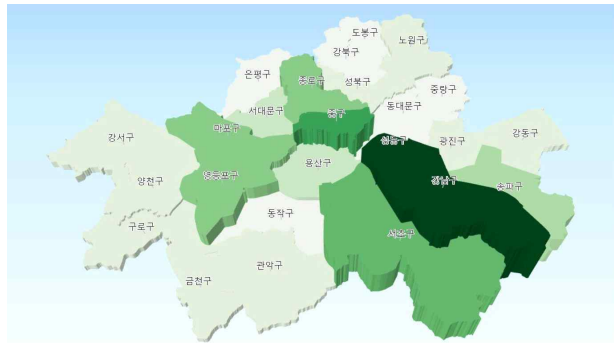 도봉구
노원구
강북구
은평구
종로구
성북구
중랑구
서대문구
동대문구
중구
마포구
강서구
성동구
광진구
강동구
용산구
양천구
영등포구
강남구
송파구
동작구
구로구
서초구
관악구
금천구